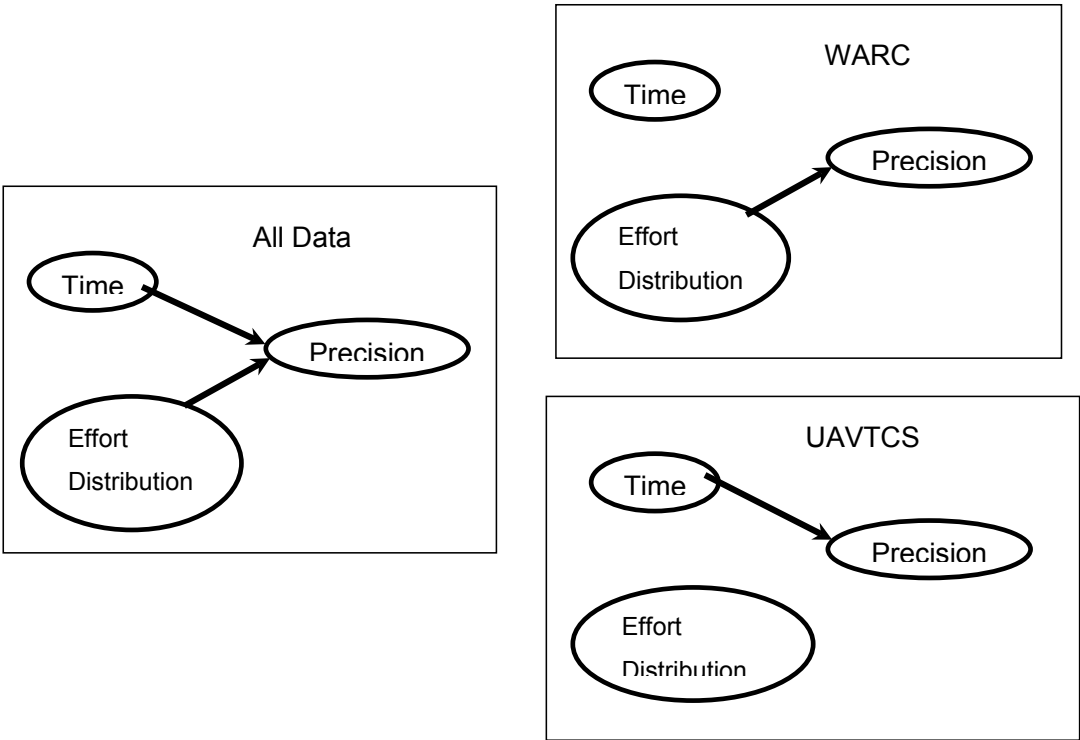 All Data
Time
Precision
Effort
Distribution
WARC
Time
Precision
Effort
Distribution
UAVTCS
Time
Precision
Effort
Distribution